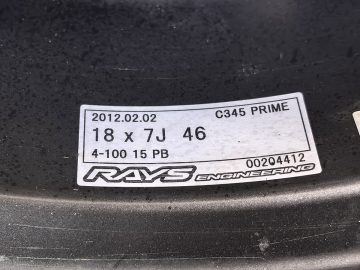 2012.02.02 C345 PRIME
18 x 7J 46
4-100 15 PB
002Q4412
RAYS ENGINEERING